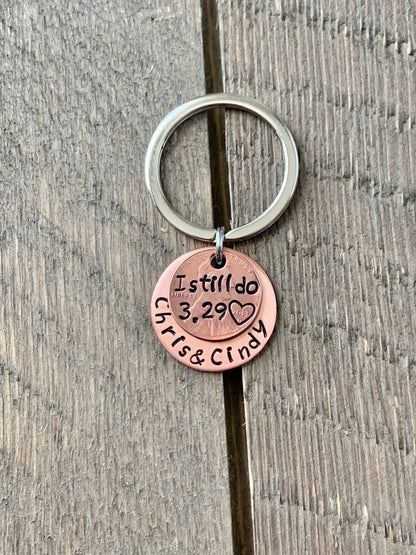 I still do
3.29♡
Chris&Cindy